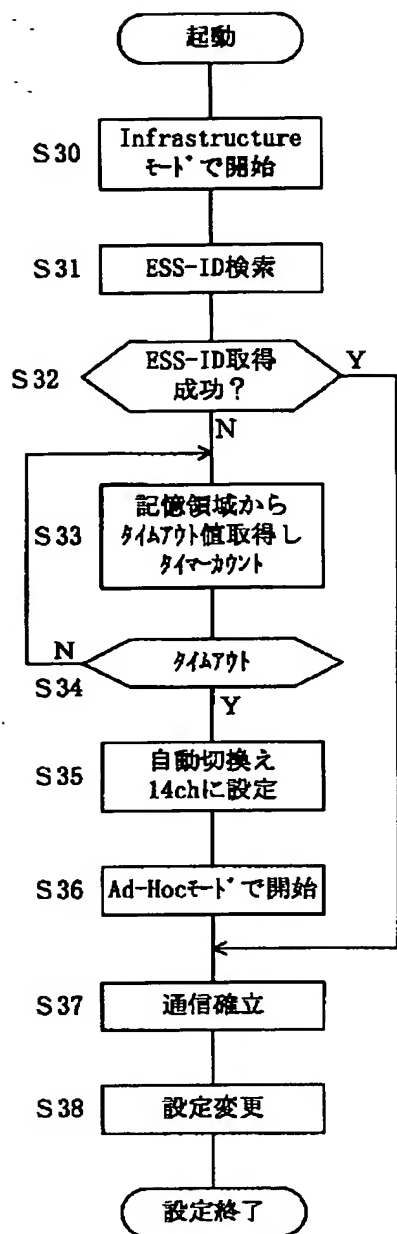 起動
S30
Infrastructure
ﾓｰﾄﾞで開始
S31
ESS-ID検索
S32
ESS-ID取得
成功？
Y
N
S33
記憶領域から
ﾀｲﾑｱｳﾄ値取得し
ﾀｲﾏｰｶｳﾝﾄ
N
S34
ﾀｲﾑｱｳﾄ
Y
S35
自動切換え
14chに設定
S36
Ad-Hocﾓｰﾄﾞで開始
S37
通信確立
S38
設定変更
設定終了